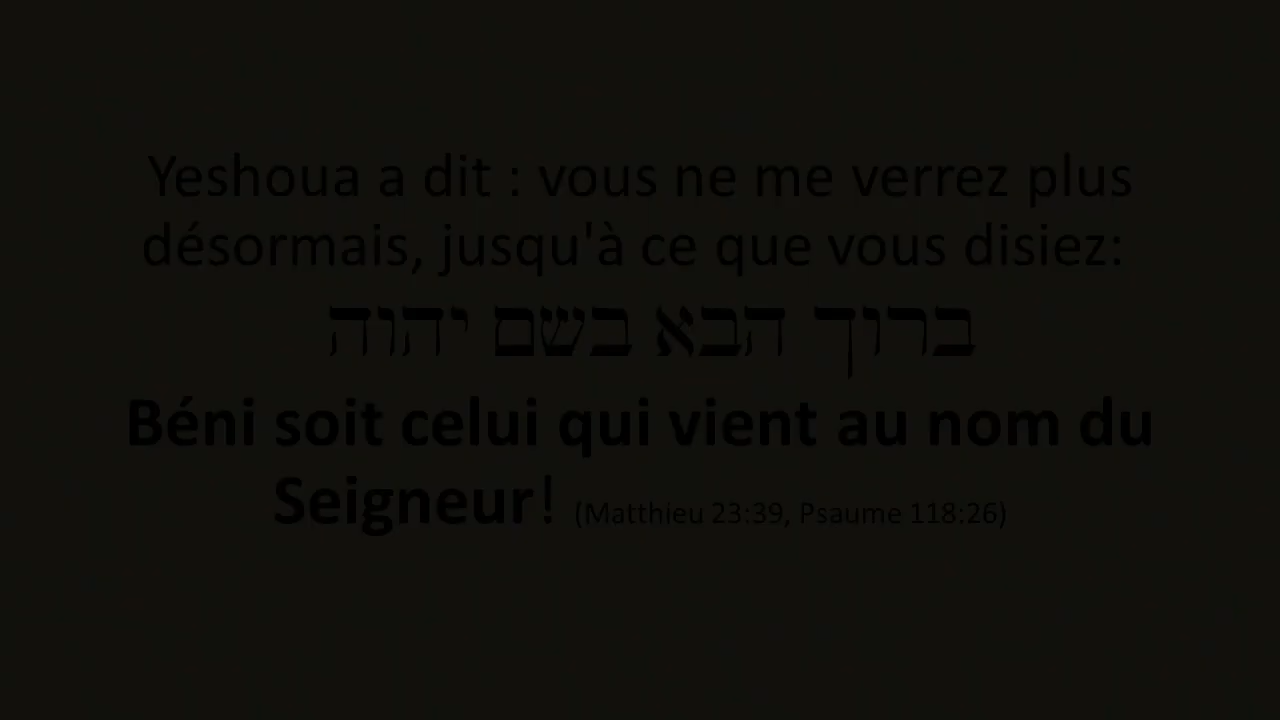 Yeshoua a dit : vous ne me verrez plus
désormais, jusqu'à ce que vous disiez:
ברוך הבא בשם יהוה
Béni soit celui qui vient au nom du
Seigneur! (Matthieu 23:39, Psaume 118:26)